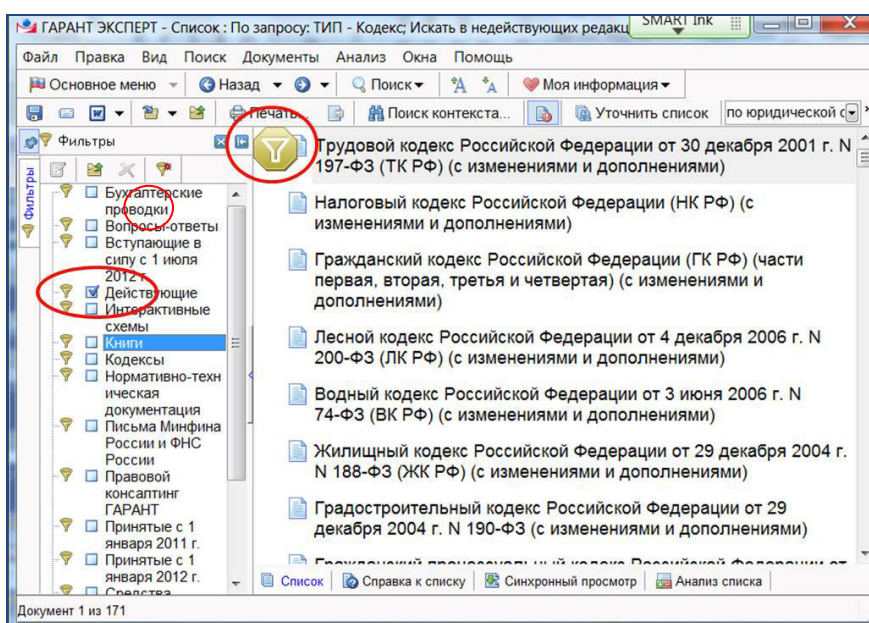 ГАРАНТ ЭКСПЕРТ - Список : По запросу: ТИП - Кодекс; Искать в недействующих редакц
SMART Ink
Файл Правка Вид Поиск Документы Анализ Окна Помощь
Основное меню Назад Поиск Моя информация
Печать... Поиск контекста... Уточнить список по юридической с
Фильтры
Фильтры
Бухгалтерские
проводки
Вопросы-ответы
Вступающие в
силу с 1 июля
2012 г.
Действующие
Интерактивные
схемы
Книги
Кодексы
Нормативно-техн
ическая
документация
Письма Минфина
России и ФНС
России
Правовой
консалтинг
ГАРАНТ
Принятые с 1
января 2011 г.
Принятые с 1
января 2012 г.
Средства
Трудовой кодекс Российской Федерации от 30 декабря 2001 г. N
197-ФЗ (ТК РФ) (с изменениями и дополнениями)
Налоговый кодекс Российской Федерации (НК РФ) (с
изменениями и дополнениями)
Гражданский кодекс Российской Федерации (ГК РФ) (части
первая, вторая, третья и четвертая) (с изменениями и
дополнениями)
Лесной кодекс Российской Федерации от 4 декабря 2006 г. N
200-ФЗ (ЛК РФ) (с изменениями и дополнениями)
Водный кодекс Российской Федерации от 3 июня 2006 г. N
74-ФЗ (ВК РФ) (с изменениями и дополнениями)
Жилищный кодекс Российской Федерации от 29 декабря 2004 г.
N 188-ФЗ (ЖК РФ) (с изменениями и дополнениями)
Градостроительный кодекс Российской Федерации от 29
декабря 2004 г. N 190-ФЗ (с изменениями и дополнениями)
Гражданский процессуальный кодекс Российской Федерации от
Список Справка к списку Синхронный просмотр Анализ списка
Документ 1 из 171